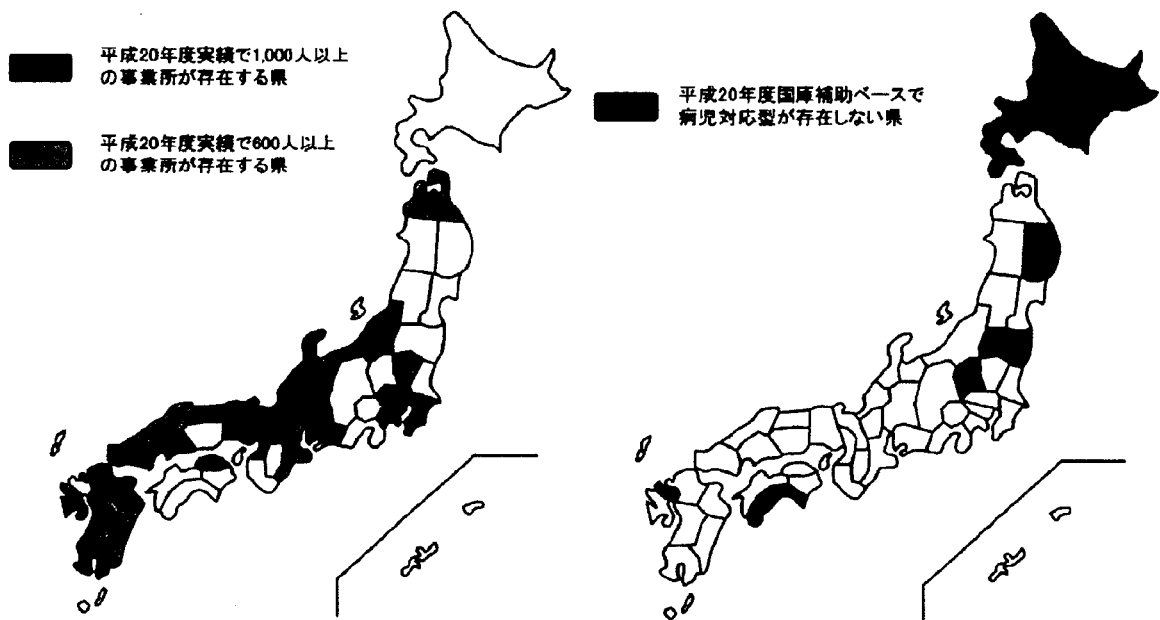 平成20年度実績で1,000人以上
の事業所が存在する県
平成20年度実績で600人以上
の事業所が存在する県
平成20年度国庫補助ベースで
病児対応型が存在しない県